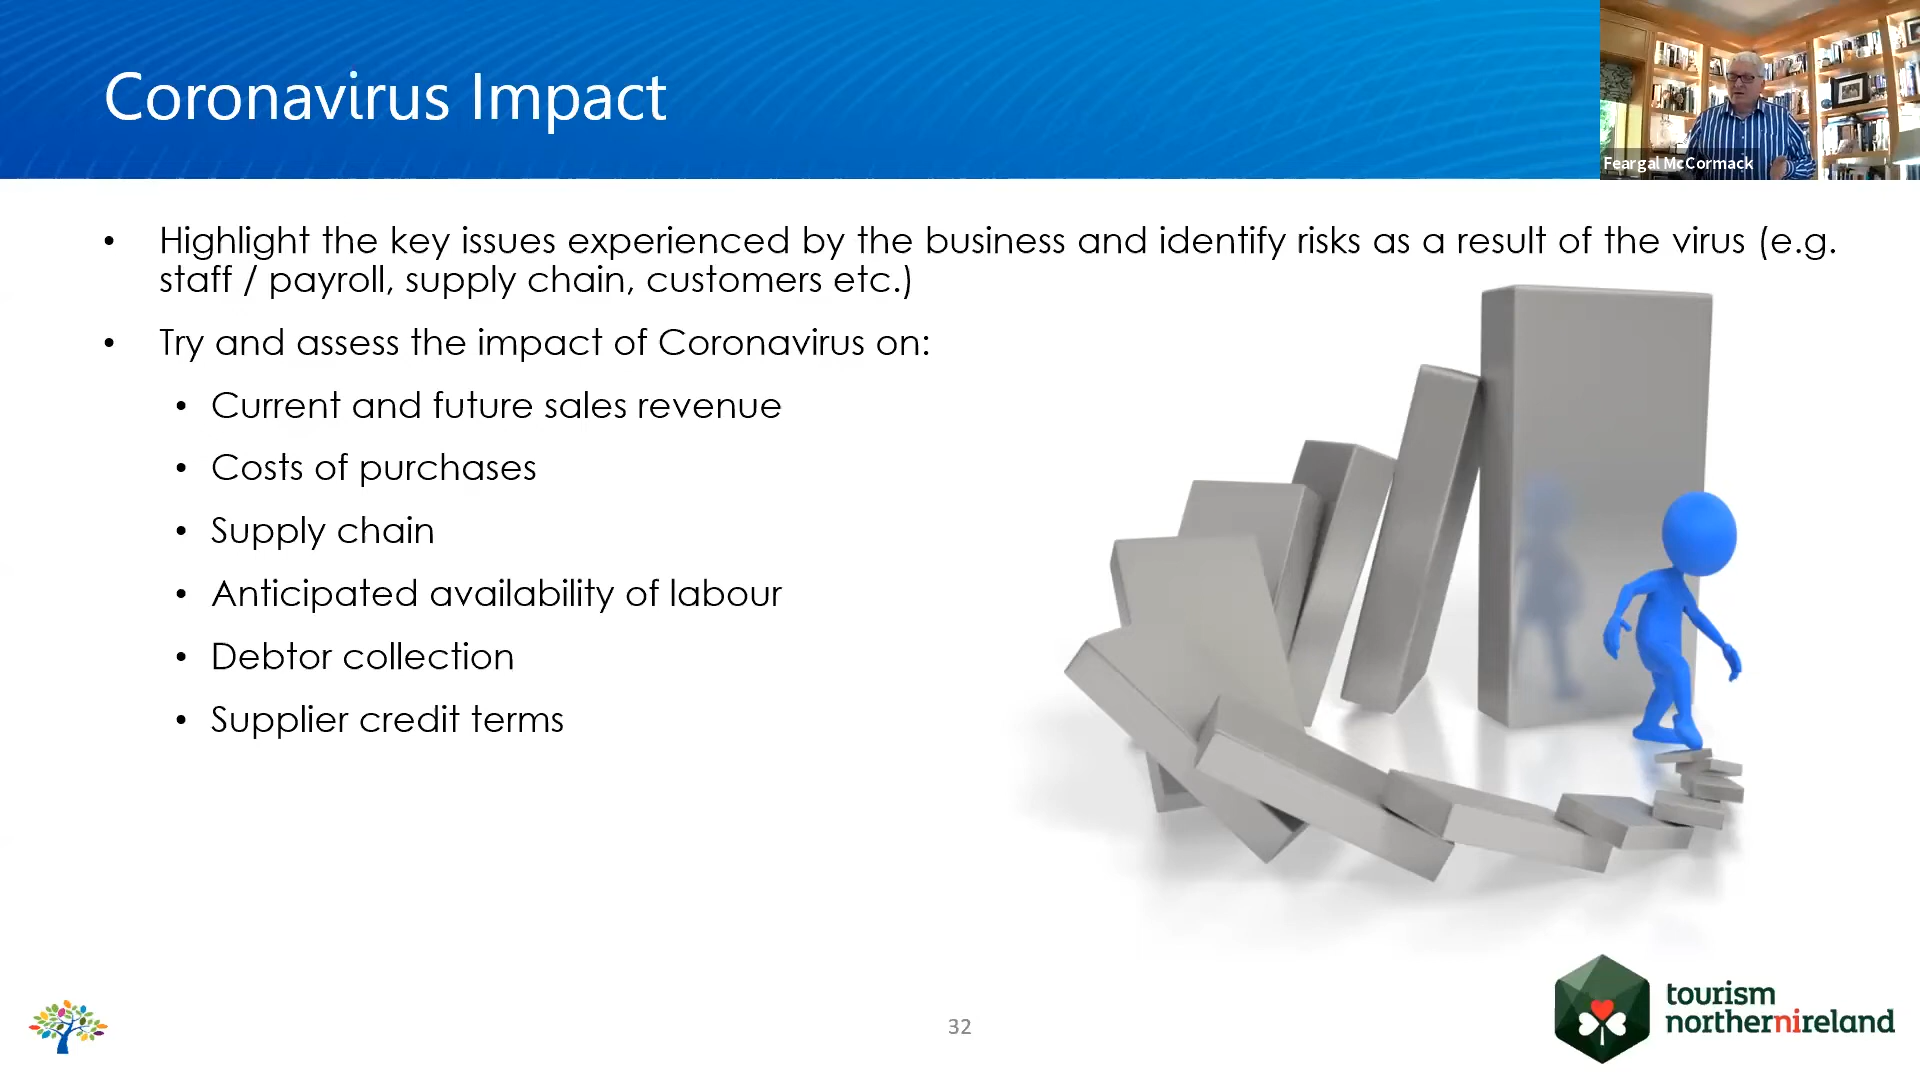 Coronavirus Impact
Feargal McCormack
• Highlight the key issues experienced by the business and identify risks as a result of the virus (e.g.
staff / payroll, supply chain, customers etc.)
• Try and assess the impact of Coronavirus on:
• Current and future sales revenue
• Costs of purchases
• Supply chain
• Anticipated availability of labour
• Debtor collection
• Supplier credit terms
32
tourism
northernireland